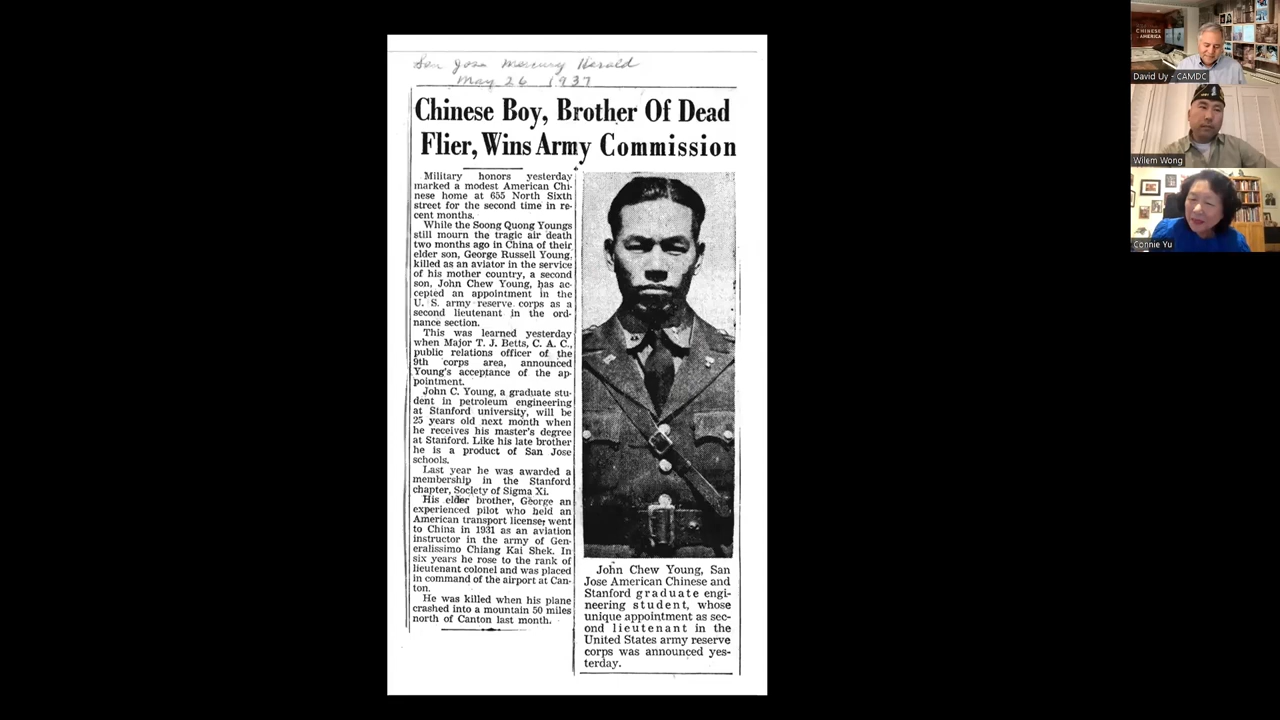 San Jose Mercury Herald
May 26 1937
Chinese Boy, Brother Of Dead
Flier, Wins Army Commission
Military honors yesterday
marked a modest American Chi-
nese home at 655 North Sixth
street for the second time in re-
cent months.
While the Soong Quong Youngs
still mourn the tragic air death
two months ago in China of their
elder son, George Russell Young,
killed as an aviator in the service
of his mother country, a second
son, John Chew Young, has ac-
cepted an appointment in the
U. S. army reserve corps as a
second lieutenant in the ord-
nance section.
This was learned yesterday
when Major T. J. Betts, C. A. C.,
public relations officer of the
9th corps area, announced
Young's acceptance of the ap-
pointment.
John C. Young, a graduate stu-
dent in petroleum engineering
at Stanford university, will be
25 years old next month when
he receives his master's degree
at Stanford. Like his late brother
he is a product of San Jose
schools.
Last year he was awarded a
membership in the Stanford
chapter, Society of Sigma Xi.
His elder brother, George an
experienced pilot who held an
American transport license, went
to China in 1931 as an aviation
instructor in the army of Gen-
eralissimo Chiang Kai Shek. In
six years he rose to the rank of
lieutenant colonel and was placed
in command of the airport at Can-
ton.
He was killed when his plane
crashed into a mountain 50 miles
north of Canton last month.
John Chew Young, San
Jose American Chinese and
Stanford graduate engi-
neering student, whose
unique appointment as sec-
ond lieutenant in the
United States army reserve
corps was announced yes-
terday.
CHINESE
AMERICA
David Uy - CAMDC
Wilem Wong
Connie Yu